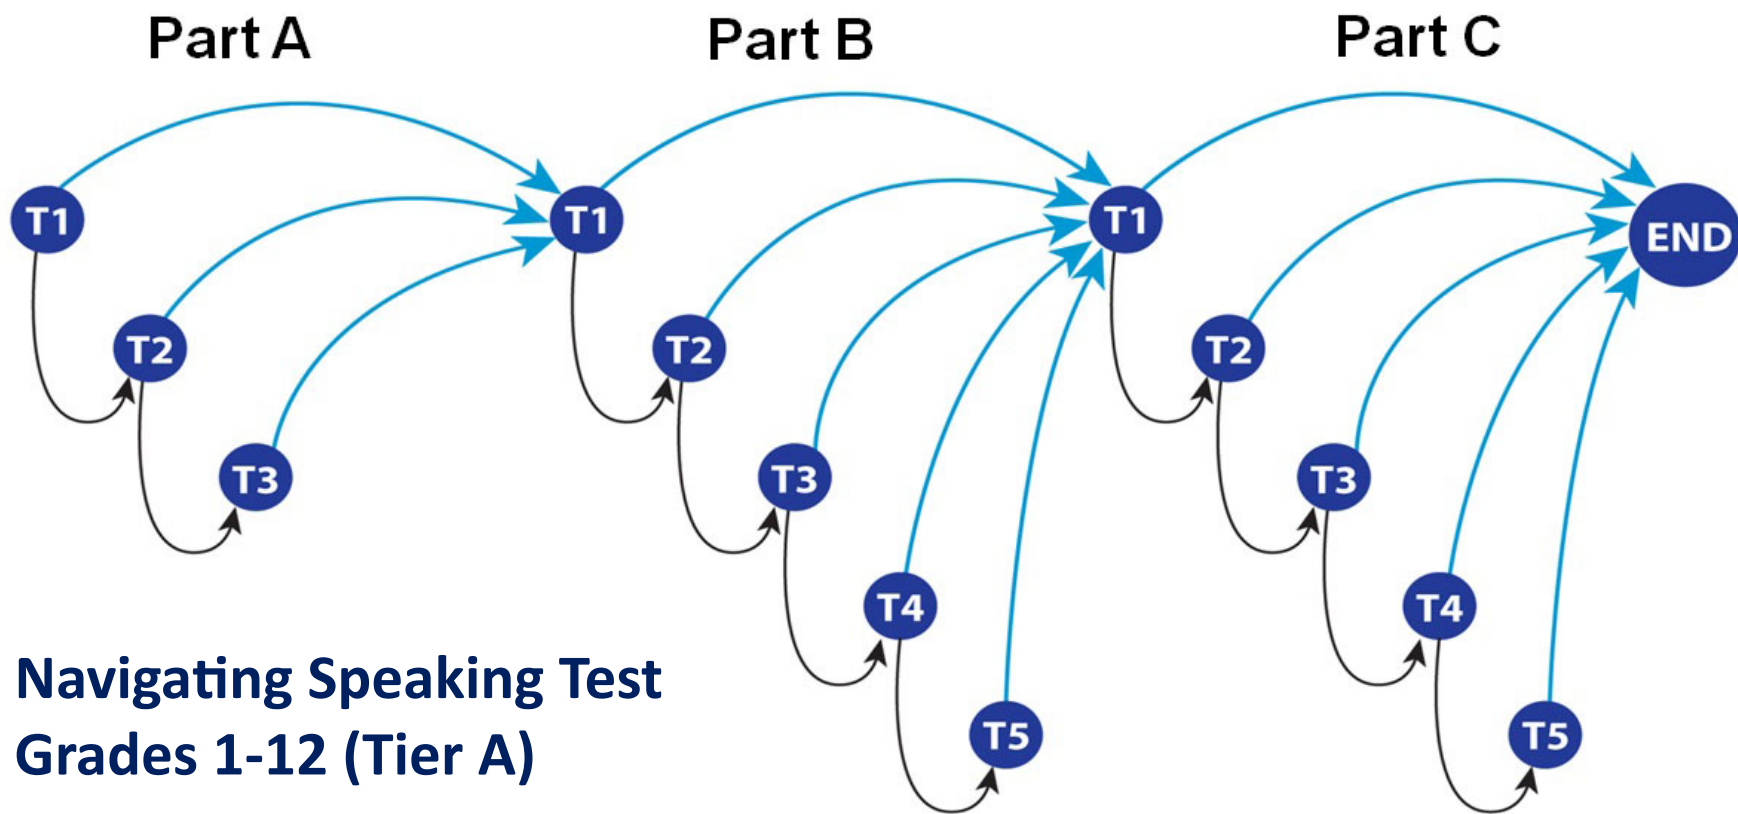 Part A
Part B
Part C
T1
T1
T1
END
T2
T2
T2
T3
T3
T3
T4
T4
T5
T5
Navigating Speaking Test
Grades 1-12 (Tier A)